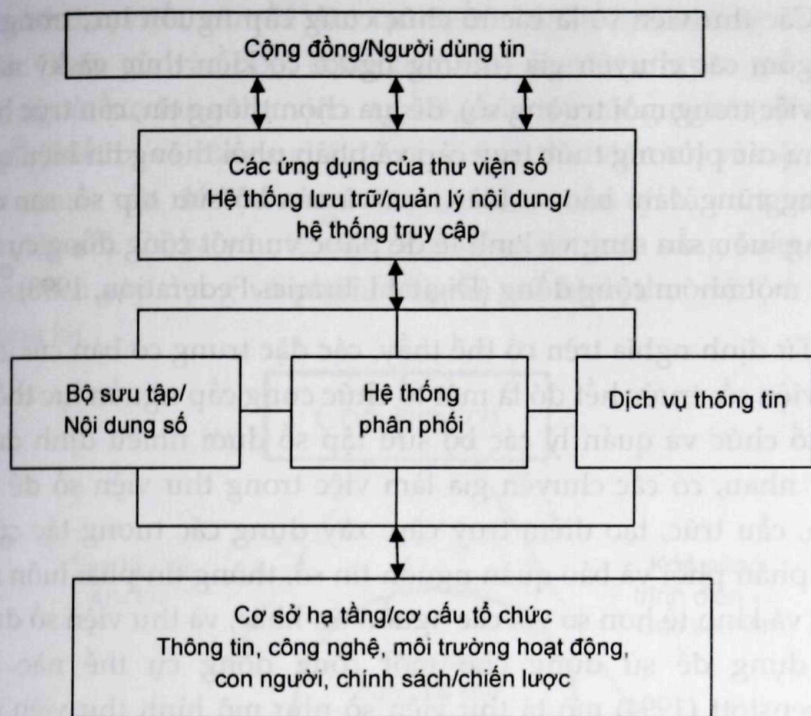 Cộng đồng/Người dùng tin
Các ứng dụng của thư viện số
Hệ thống lưu trữ/quản lý nội dung/
hệ thống truy cập
Bộ sưu tập/
Nội dung số
Hệ thống
phân phối
Dịch vụ thông tin
Cơ sở hạ tầng/cơ cấu tổ chức
Thông tin, công nghệ, môi trường hoạt động,
con người, chính sách/chiến lược